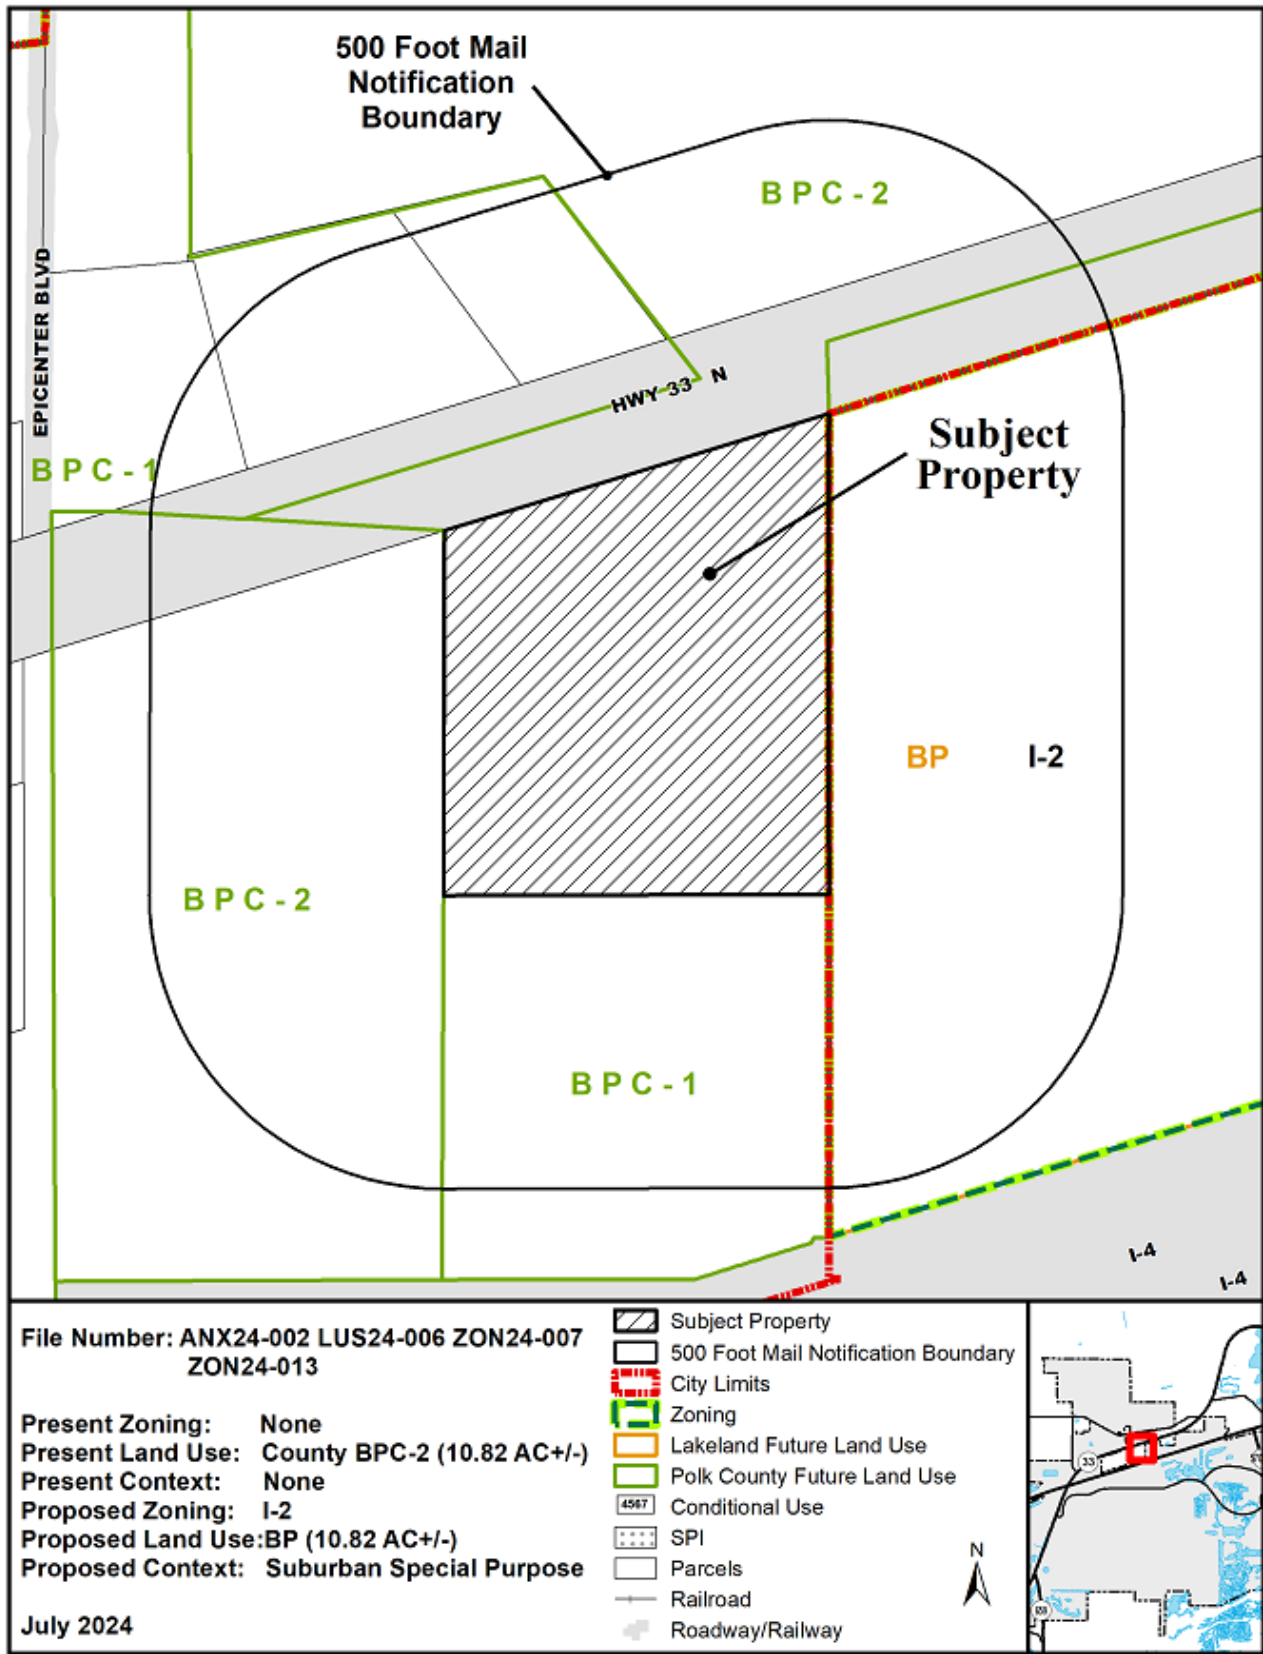 500 Foot Mail
Notification
Boundary
BPC-2
EPICENTER BLVD
HWY 33 N
BPC-1
Subject
Property
BP I-2
BPC-2
BPC-1
I-4
I-4
File Number: ANX24-002 LUS24-006 ZON24-007
ZON24-013
Present Zoning: None
Present Land Use: County BPC-2 (10.82 AC+/-)
Present Context: None
Proposed Zoning: I-2
Proposed Land Use:BP (10.82 AC+/-)
Proposed Context: Suburban Special Purpose
July 2024
Subject Property
500 Foot Mail Notification Boundary
City Limits
Zoning
Lakeland Future Land Use
Polk County Future Land Use
4567 Conditional Use
SPI
Parcels
Railroad
Roadway/Railway
N
33